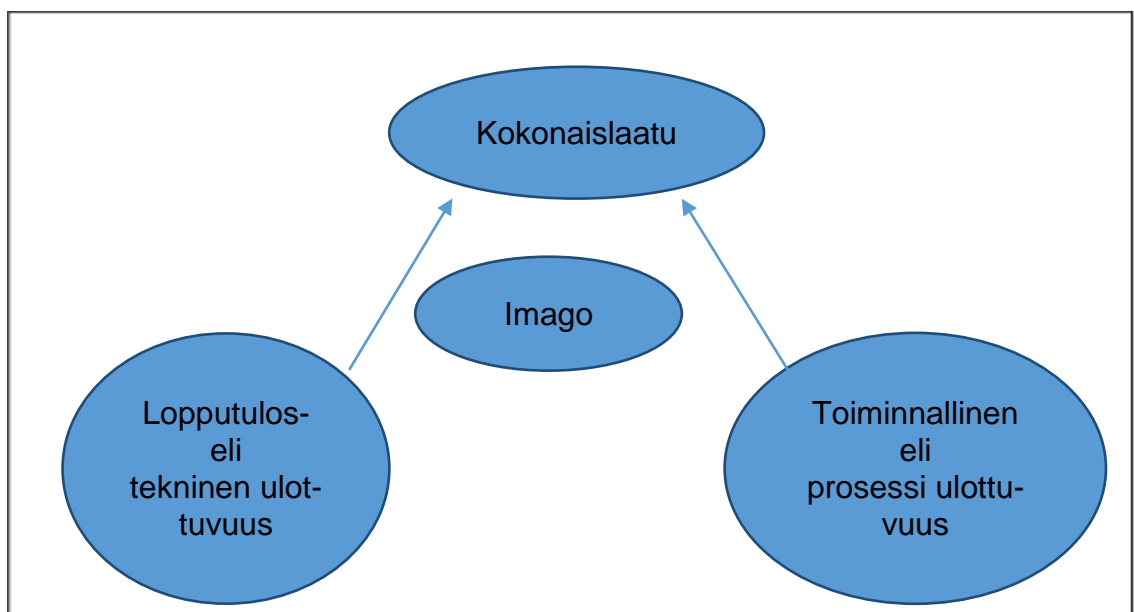 Kokonaislaatu
Imago
Lopputulos-
eli
tekninen ulot-
tuvuus
Toiminnallinen
eli
prosessi ulottu-
vuus